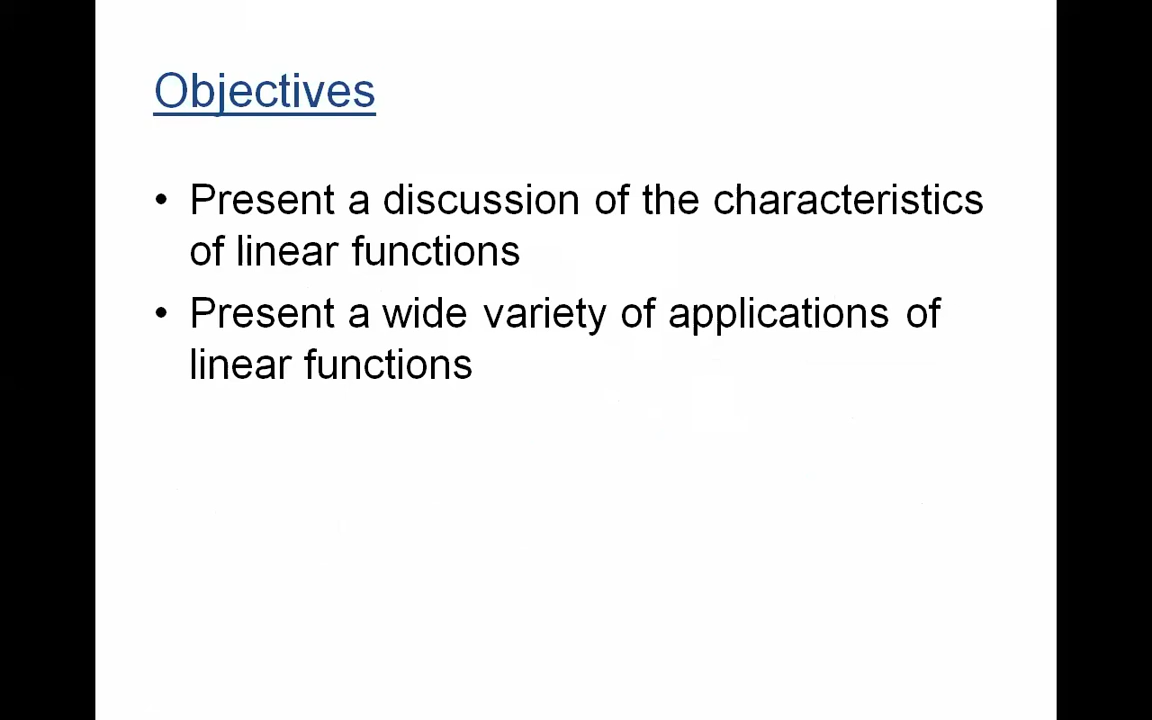 Objectives
• Present a discussion of the characteristics
of linear functions
• Present a wide variety of applications of
linear functions